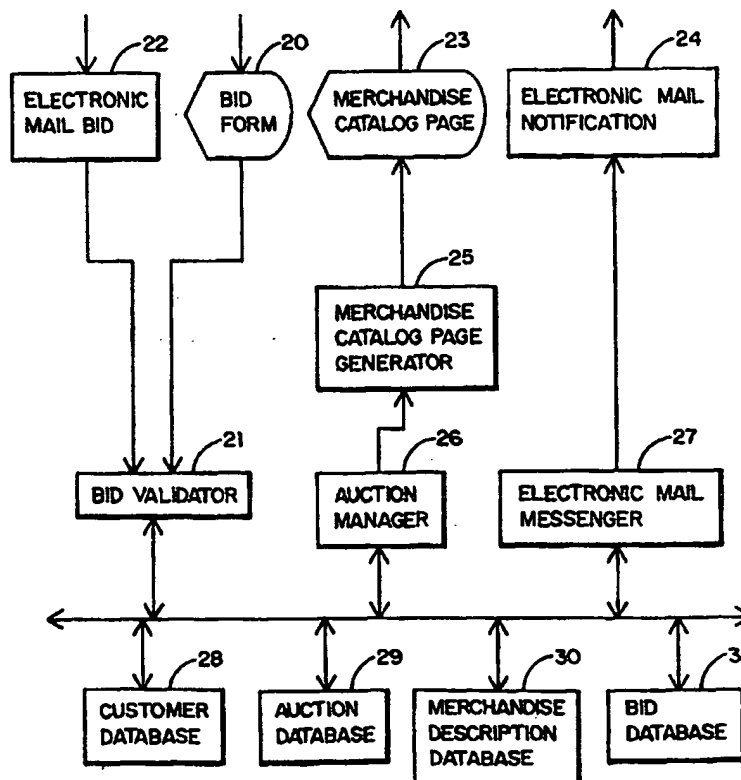 22
20
23
24
ELECTRONIC
MAIL BID
BID
FORM
MERCHANDISE
CATALOG PAGE
ELECTRONIC MAIL
NOTIFICATION
25
MERCHANDISE
CATALOG PAGE
GENERATOR
21
26
27
BID VALIDATOR
AUCTION
MANAGER
ELECTRONIC MAIL
MESSENGER
28
29
30
3
CUSTOMER
DATABASE
AUCTION
DATABASE
MERCHANDISE
DESCRIPTION
DATABASE
BID
DATABASE